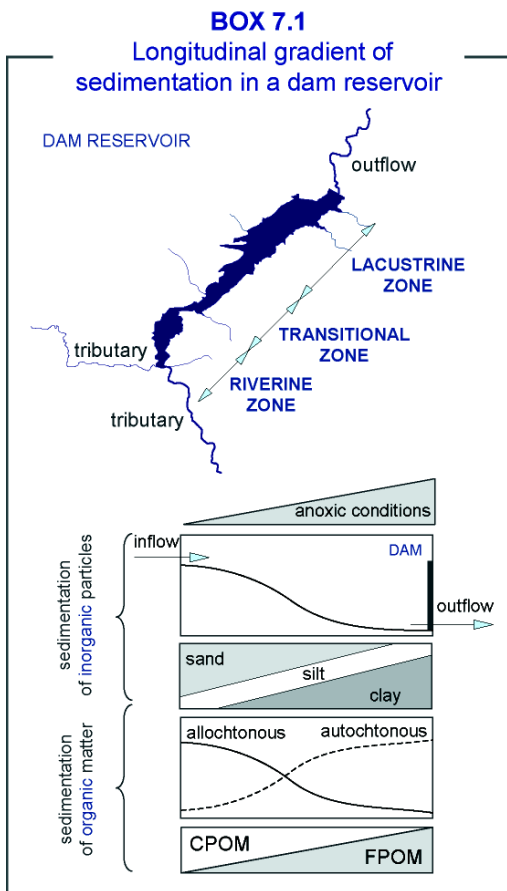 BOX 7.1
Longitudinal gradient of
sedimentation in a dam reservoir
DAM RESERVOIR
outflow
LACUSTRINE
ZONE
TRANSITIONAL
ZONE
RIVERINE
ZONE
tributary
tributary
anoxic conditions
sedimentation
of inorganic particles
inflow
DAM
outflow
sand
silt
clay
sedimentation
of organic matter
allochtonous
autochtonous
CPOM
FPOM